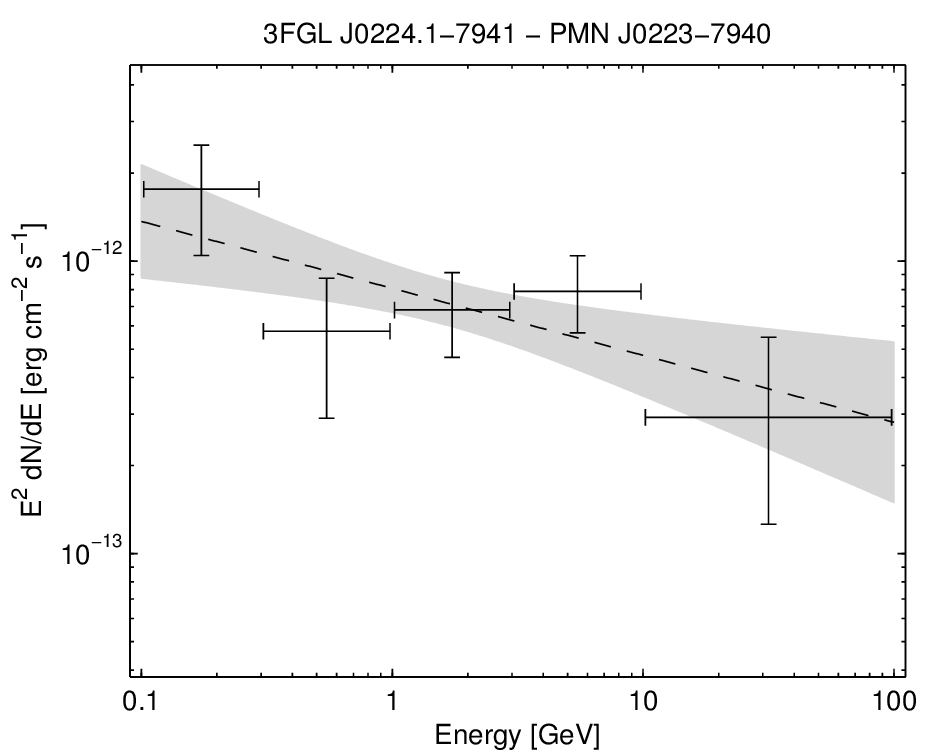 3FGL J0224.1−7941 − PMN J0223−7940
E² dN/dE [erg cm⁻² s⁻¹]
10⁻¹²
10⁻¹³
0.1 1 10 100
Energy [GeV]